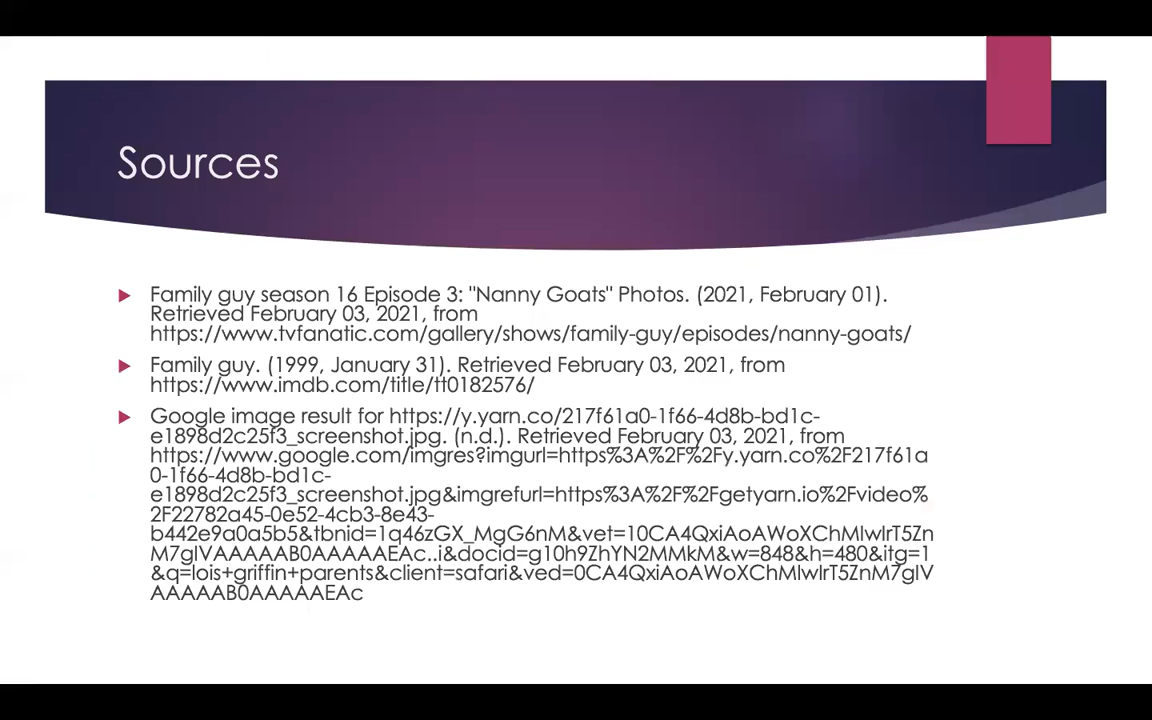 Sources
Family guy season 16 Episode 3: "Nanny Goats" Photos. (2021, February 01).
Retrieved February 03, 2021, from
https://www.tvfanatic.com/gallery/shows/family-guy/episodes/nanny-goats/
Family guy. (1999, January 31). Retrieved February 03, 2021, from
https://www.imdb.com/title/tt0182576/
Google image result for https://y.yarn.co/217f61a0-1f66-4d8b-bd1c-
e1898d2c25f3_screenshot.jpg. (n.d.). Retrieved February 03, 2021, from
https://www.google.com/imgres?imgurl=https%3A%2F%2Fy.yarn.co%2F217f61a
0-1f66-4d8b-bd1c-
e1898d2c25f3_screenshot.jpg&imgrefurl=https%3A%2F%2Fgetyarn.io%2Fvideo%
2F22782a45-0e52-4cb3-8e43-
b442e9a0a5b5&tbnid=1q46zGX_MgG6nM&vet=10CA4QxiAoAWoXChMIwIrT5Zn
M7gIVAAAAAB0AAAAAEAc..i&docid=g10h9ZhYN2MMkM&w=848&h=480&itg=1
&q=lois+griffin+parents&client=safari&ved=0CA4QxiAoAWoXChMIwIrT5ZnM7gIV
AAAAAB0AAAAAEAc